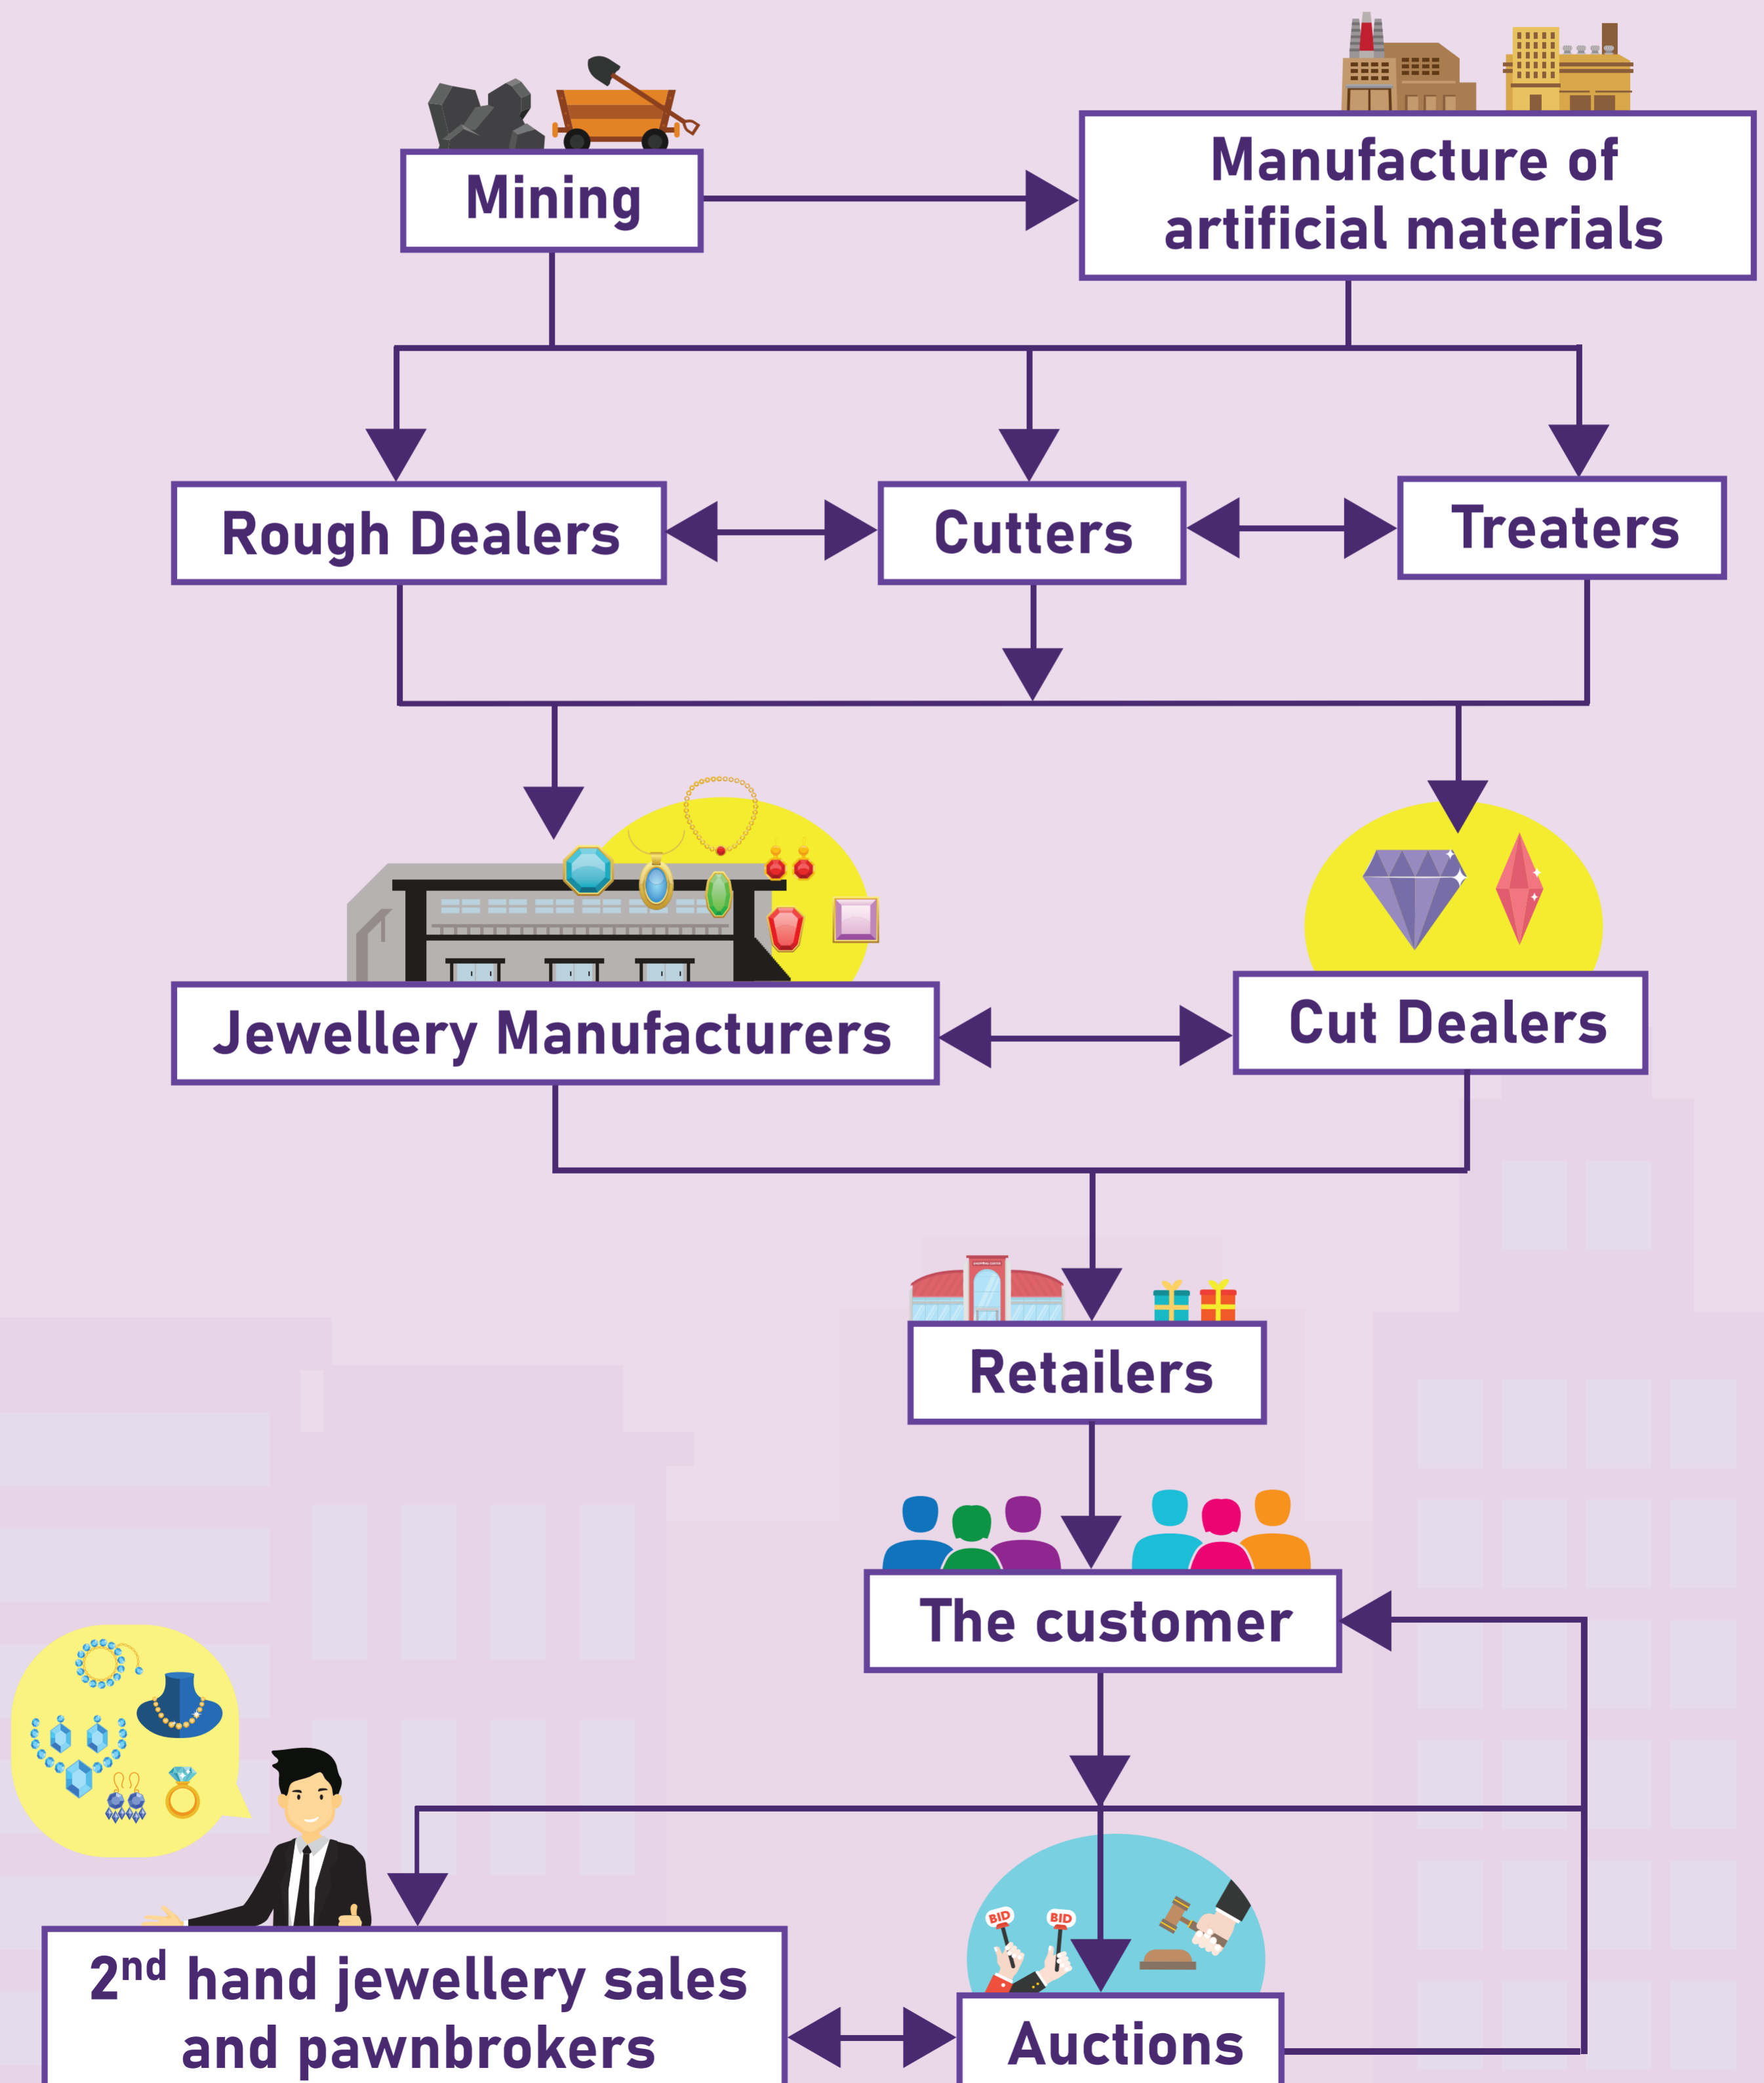 Mining
Manufacture of
artificial materials
Rough Dealers
Cutters
Treaters
Jewellery Manufacturers
Cut Dealers
Retailers
The customer
BID
BID
2nd hand jewellery sales
and pawnbrokers
Auctions